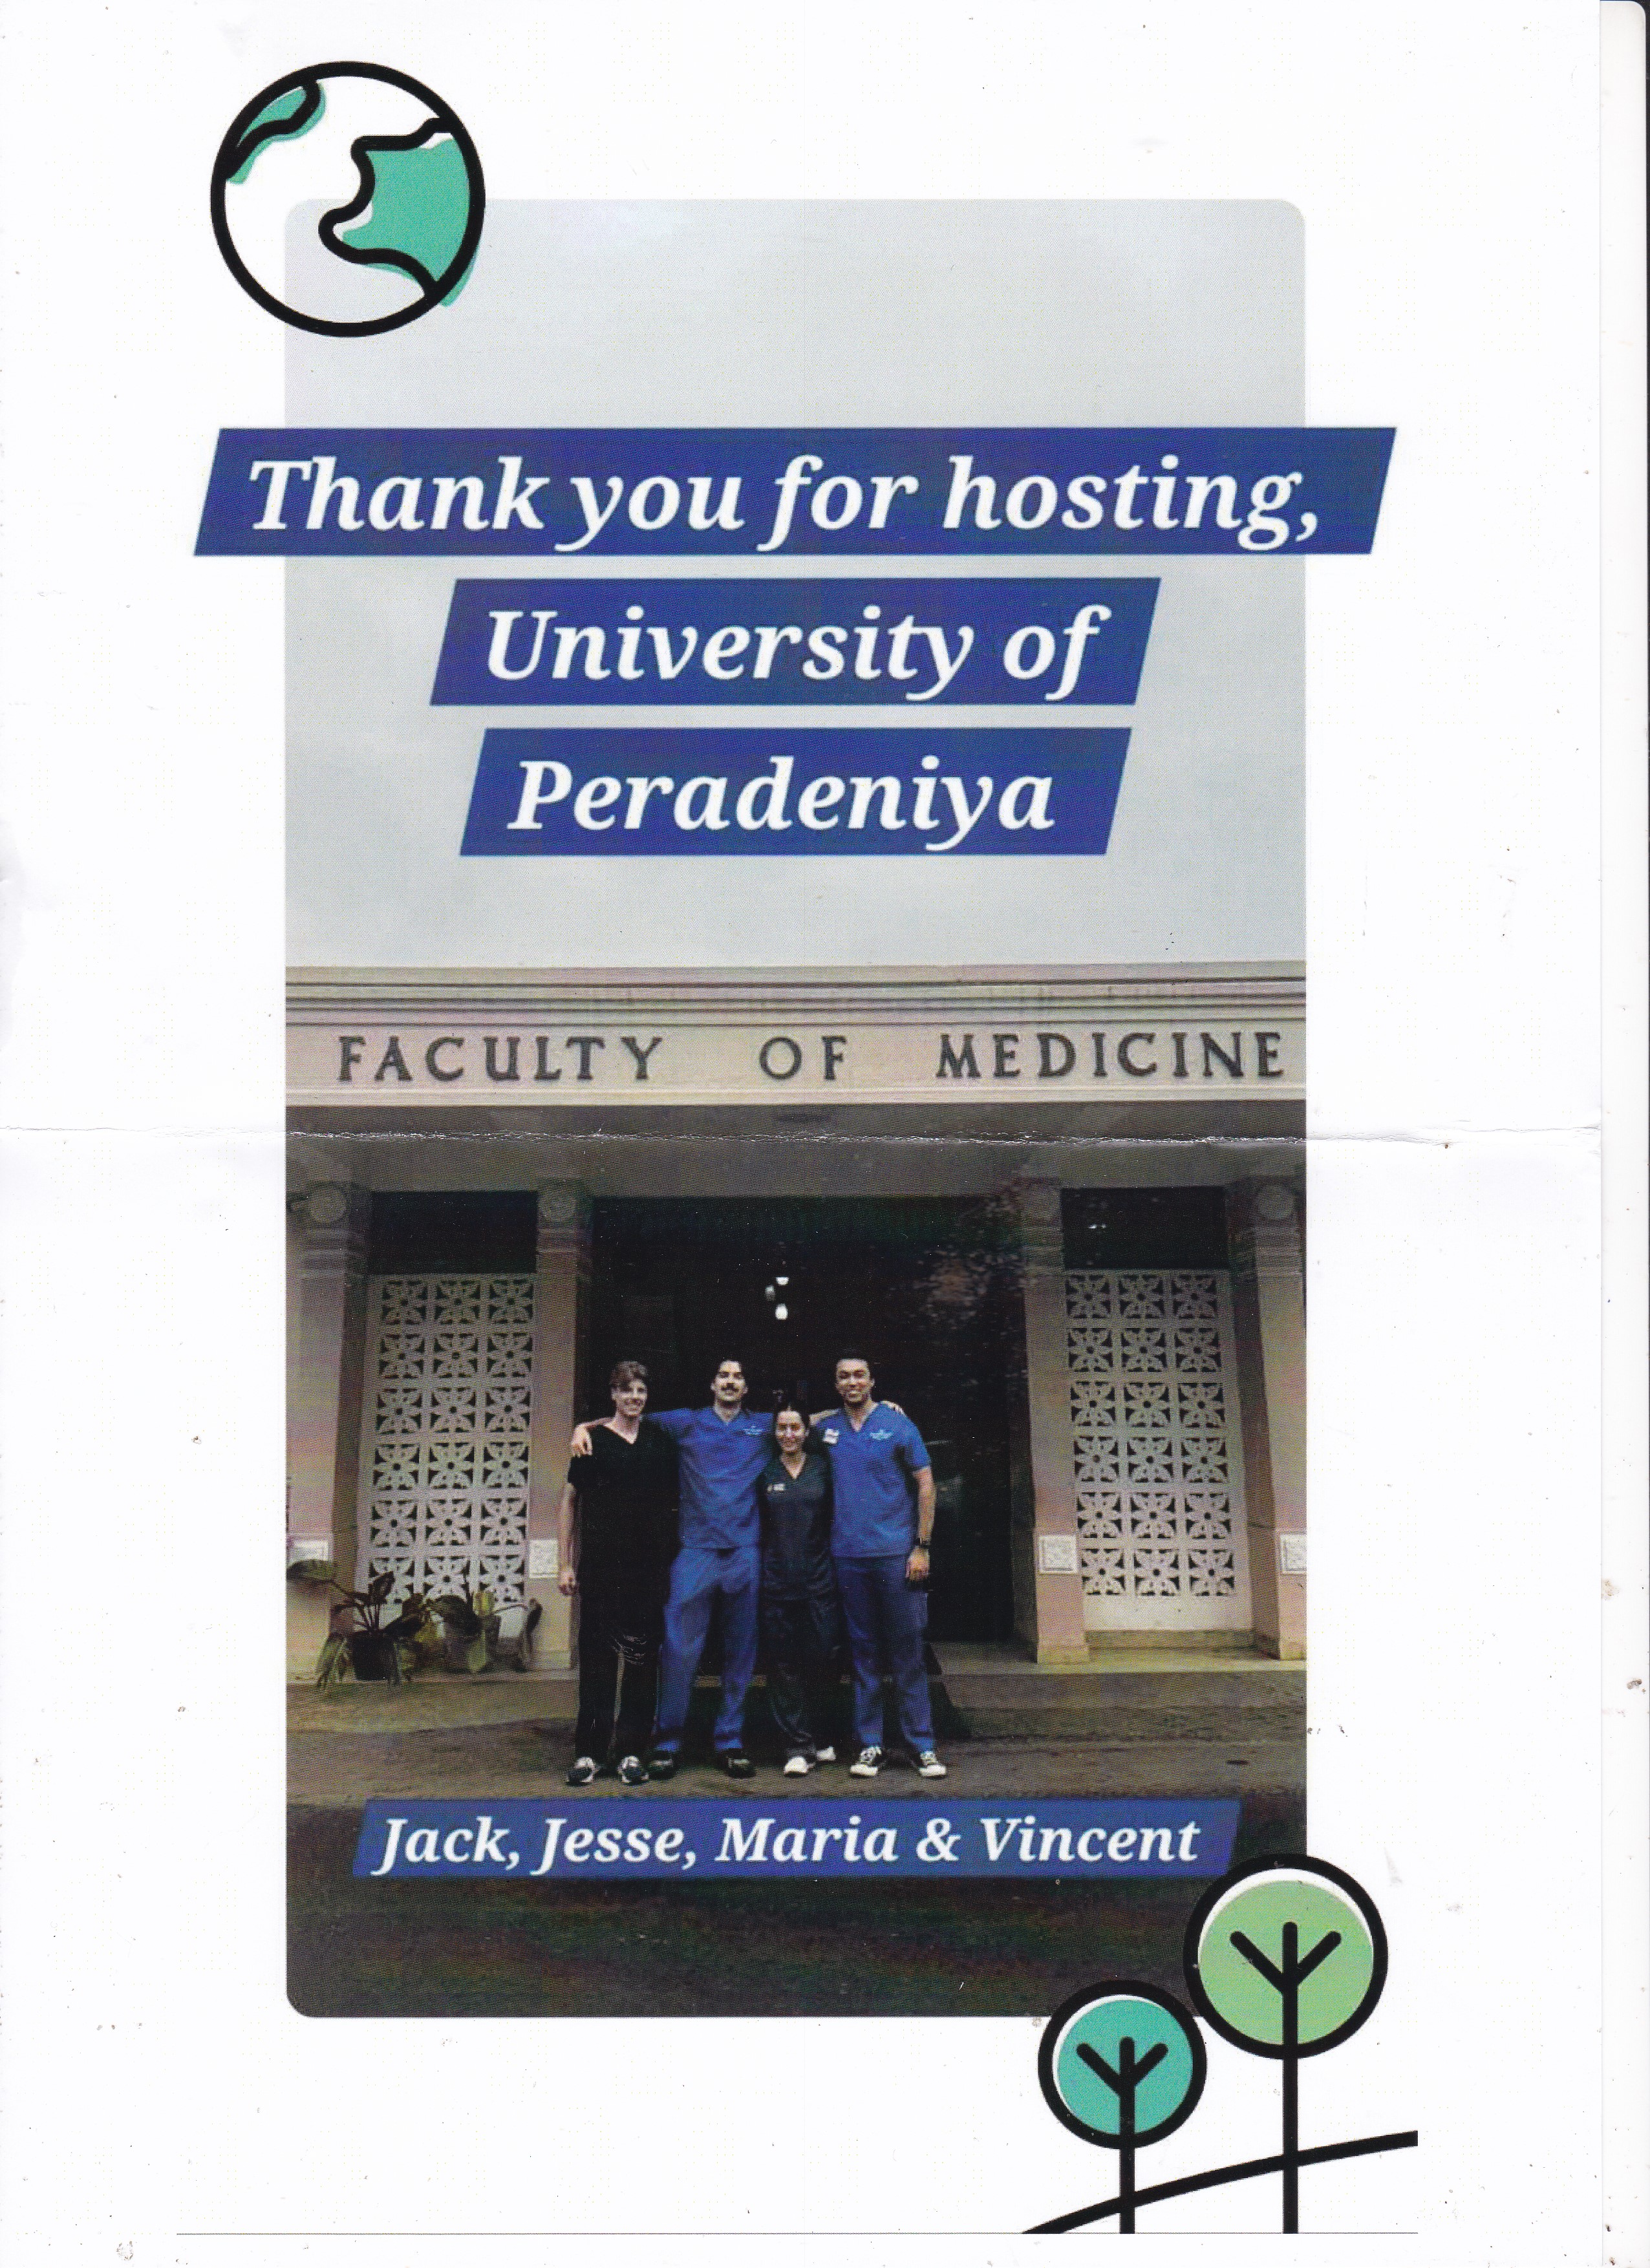 Thank you for hosting,
University of
Peradeniya
FACULTY OF MEDICINE
Jack, Jesse, Maria & Vincent